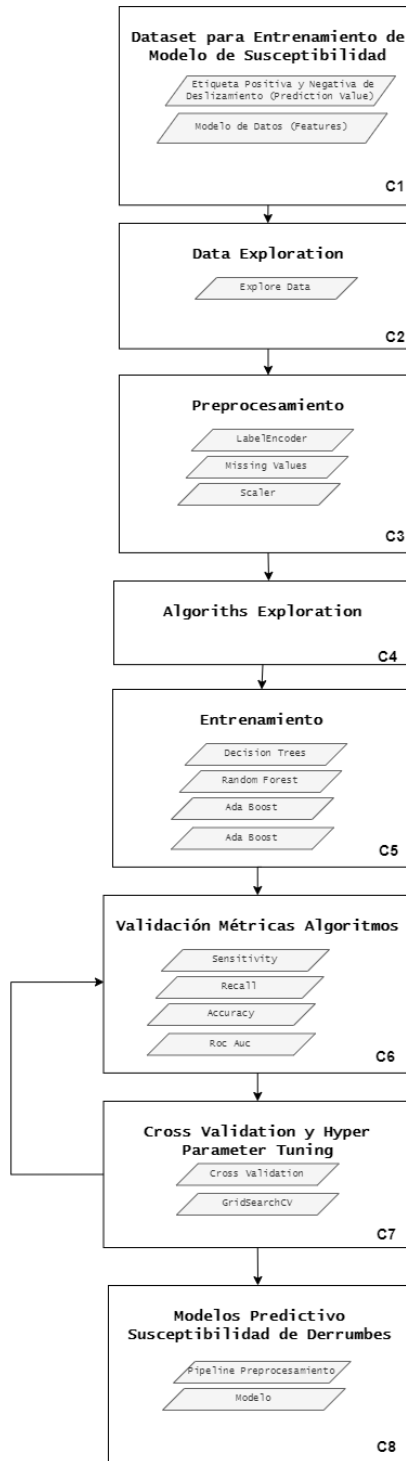 Dataset para Entrenamiento de
Modelo de Susceptibilidad
Etiqueta Positiva y Negativa de
Deslizamiento (Prediction Value)
Modelo de Datos (Features)
C1
Data Exploration
Explore Data
C2
Preprocesamiento
LabelEncoder
Missing Values
Scaler
C3
Algoriths Exploration
C4
Entrenamiento
Decision Trees
Random Forest
Ada Boost
Ada Boost
C5
Validación Métricas Algoritmos
Sensitivity
Recall
Accuracy
Roc Auc
C6
Cross Validation y Hyper
Parameter Tuning
Cross Validation
GridSearchCV
C7
Modelos Predictivo
Susceptibilidad de Derrumbes
Pipeline Preprocesamiento
Modelo
C8